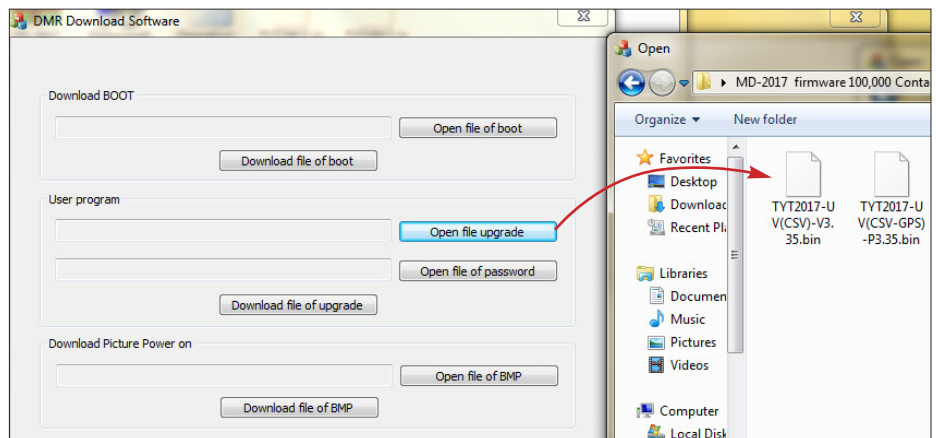 DMR Download Software
Download BOOT
Open file of boot
Download file of boot
User program
Open file upgrade
Open file of password
Download file of upgrade
Download Picture Power on
Open file of BMP
Download file of BMP
Open
MD-2017 firmware 100,000 Conta
Organize
New folder
Favorites
Desktop
Downloac
Recent Pla
Libraries
Documen
Music
Pictures
Videos
Computer
Local Disk
TYT2017-U
V(CSV)-V3.
35.bin
TYT2017-U
V(CSV-GPS)
-P3.35.bin